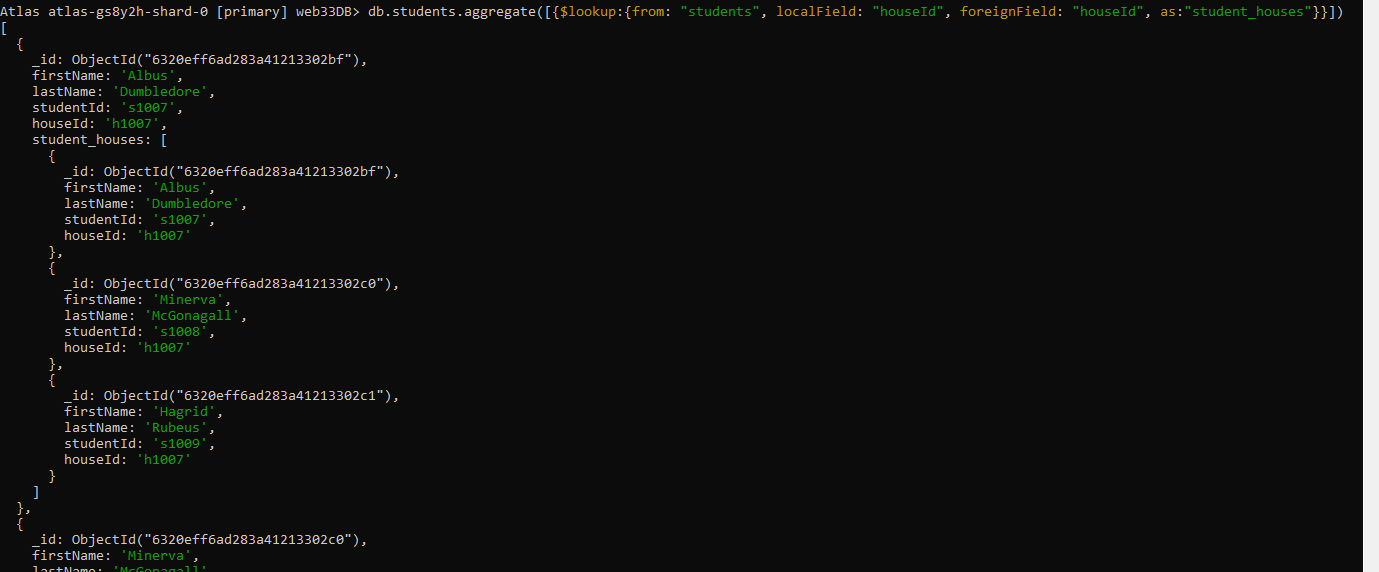 Atlas atlas-gs8y2h-shard-0 [primary] web33DB> db.students.aggregate([{$lookup:{from: "students", localField: "houseId", foreignField: "houseId", as:"student_houses"}}])
[
  {
    _id: ObjectId("6320eff6ad283a41213302bf"),
    firstName: 'Albus',
    lastName: 'Dumbledore',
    studentId: 's1007',
    houseId: 'h1007',
    student_houses: [
      {
        _id: ObjectId("6320eff6ad283a41213302bf"),
        firstName: 'Albus',
        lastName: 'Dumbledore',
        studentId: 's1007',
        houseId: 'h1007'
      },
      {
        _id: ObjectId("6320eff6ad283a41213302c0"),
        firstName: 'Minerva',
        lastName: 'McGonagall',
        studentId: 's1008',
        houseId: 'h1007'
      },
      {
        _id: ObjectId("6320eff6ad283a41213302c1"),
        firstName: 'Hagrid',
        lastName: 'Rubeus',
        studentId: 's1009',
        houseId: 'h1007'
      }
    ]
  },
  {
    _id: ObjectId("6320eff6ad283a41213302c0"),
    firstName: 'Minerva',
    lastName: 'McGonagall'